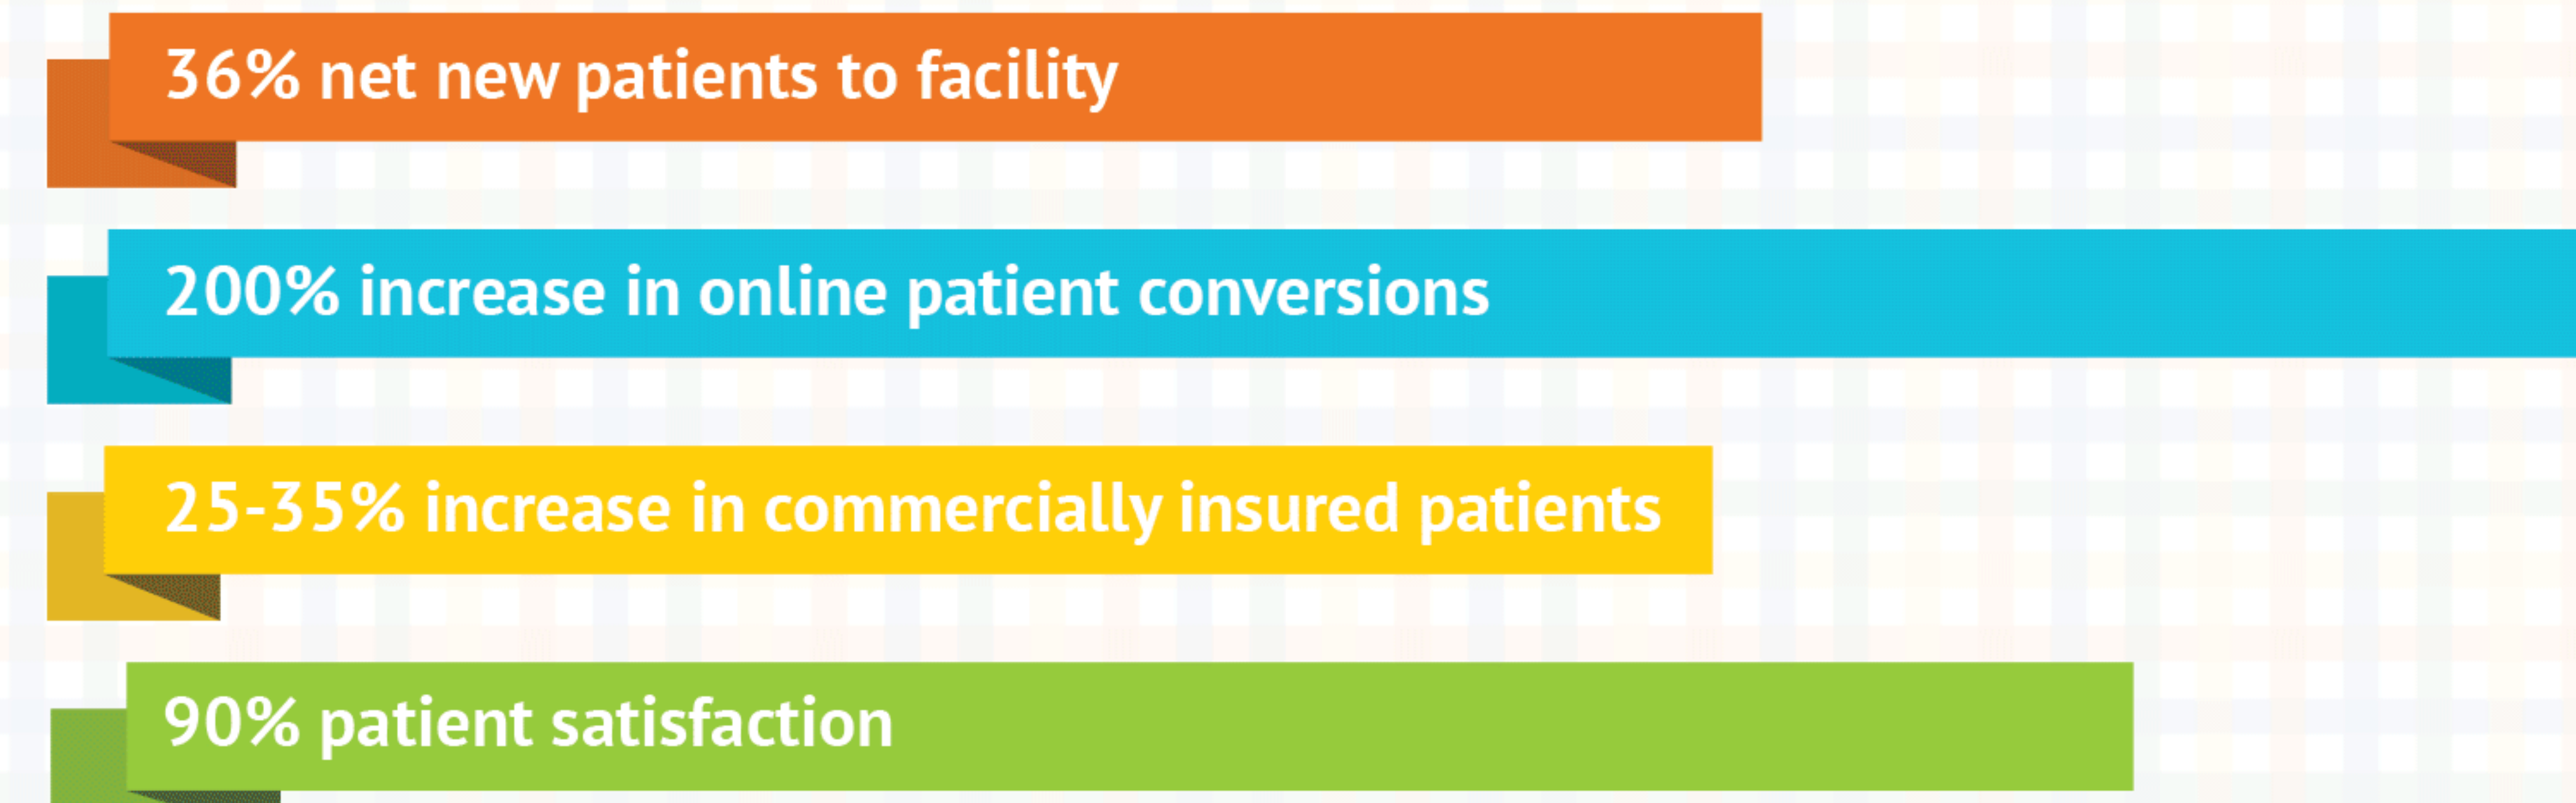 36% net new patients to facility
200% increase in online patient conversions
25-35% increase in commercially insured patients
90% patient satisfaction